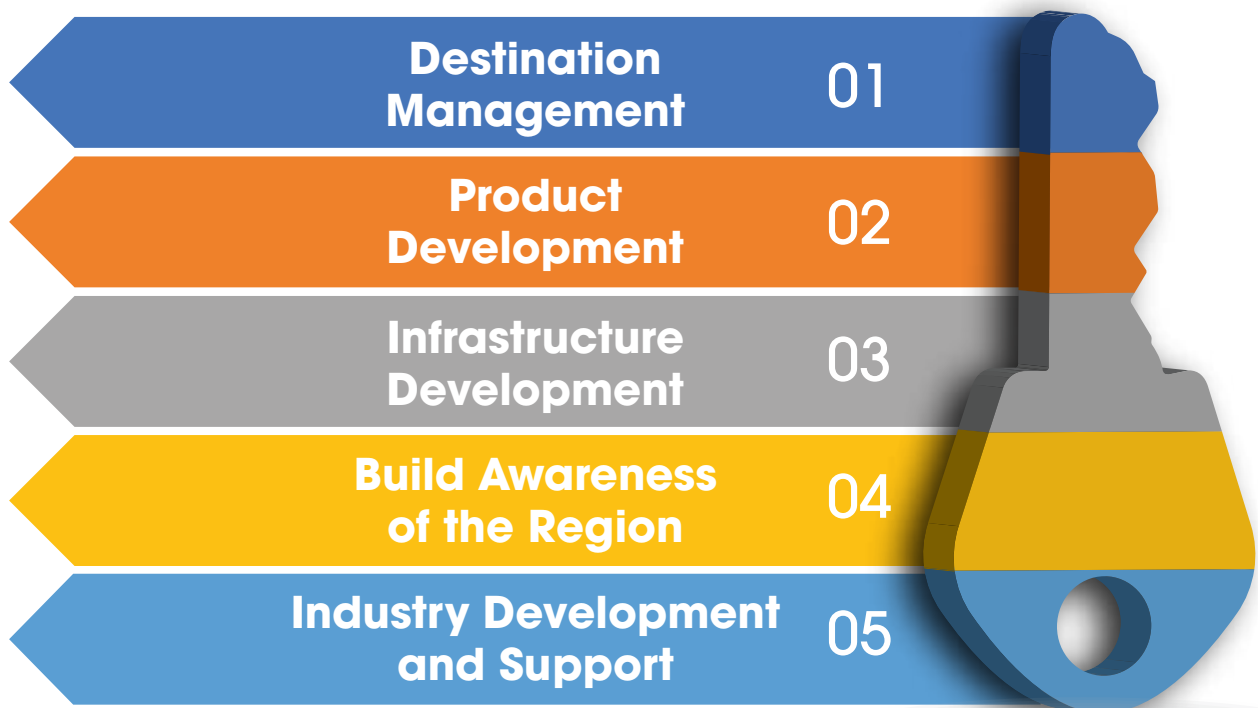 Destination
Management
01
Product
Development
02
Infrastructure
Development
03
Build Awareness
of the Region
04
Industry Development
and Support
05